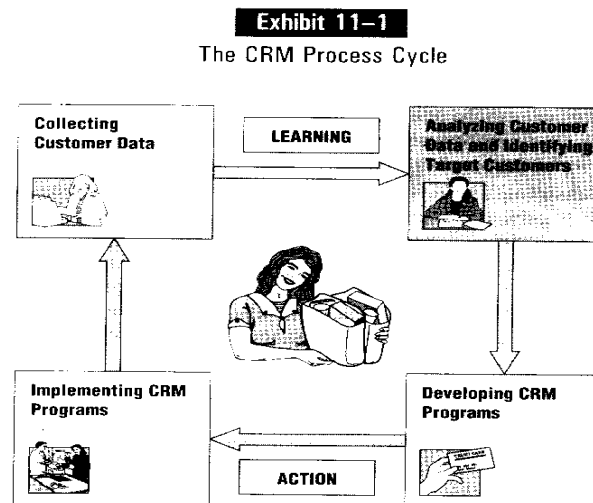 Exhibit 11–1
The CRM Process Cycle
Collecting
Customer Data
LEARNING
Analyzing Customer
Data and Identifying
Target Customers
Implementing CRM
Programs
Developing CRM
Programs
ACTION